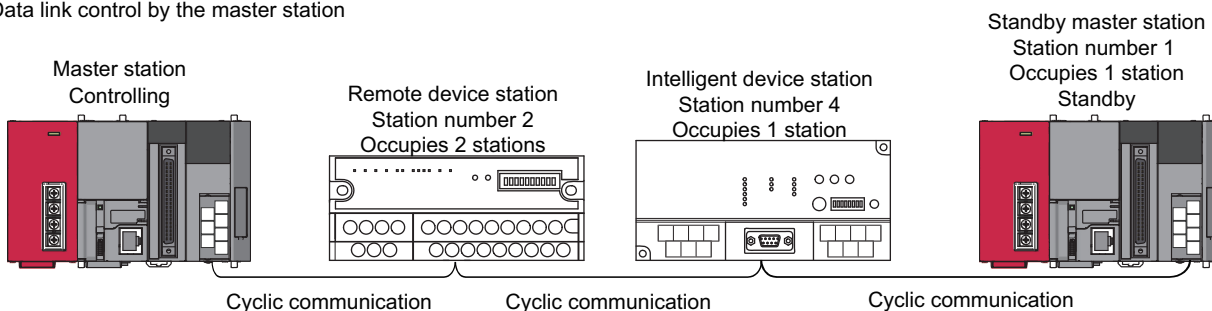 Data link control by the master station
Master station
Controlling
Remote device station
Station number 2
Occupies 2 stations
Intelligent device station
Station number 4
Occupies 1 station
Standby master station
Station number 1
Occupies 1 station
Standby
Cyclic communication
Cyclic communication
Cyclic communication